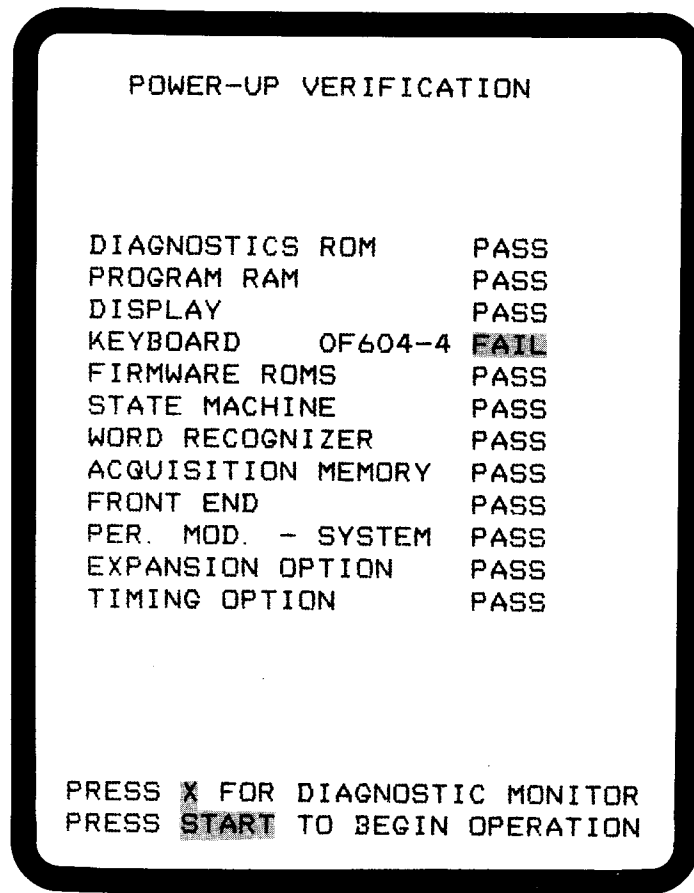 POWER-UP VERIFICATION
DIAGNOSTICS ROM PASS
PROGRAM RAM PASS
DISPLAY PASS
KEYBOARD OF604-4 FAIL
FIRMWARE ROMS PASS
STATE MACHINE PASS
WORD RECOGNIZER PASS
ACQUISITION MEMORY PASS
FRONT END PASS
PER. MOD. - SYSTEM PASS
EXPANSION OPTION PASS
TIMING OPTION PASS
PRESS X FOR DIAGNOSTIC MONITOR
PRESS START TO BEGIN OPERATION